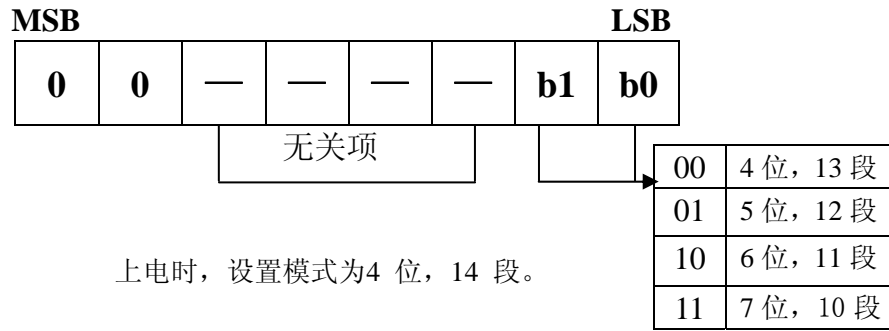 MSB LSB
0 0 — — — — b1 b0
无关项
00 4 位，13 段
01 5 位，12 段
10 6 位，11 段
11 7 位，10 段
上电时，设置模式为4 位，14 段。